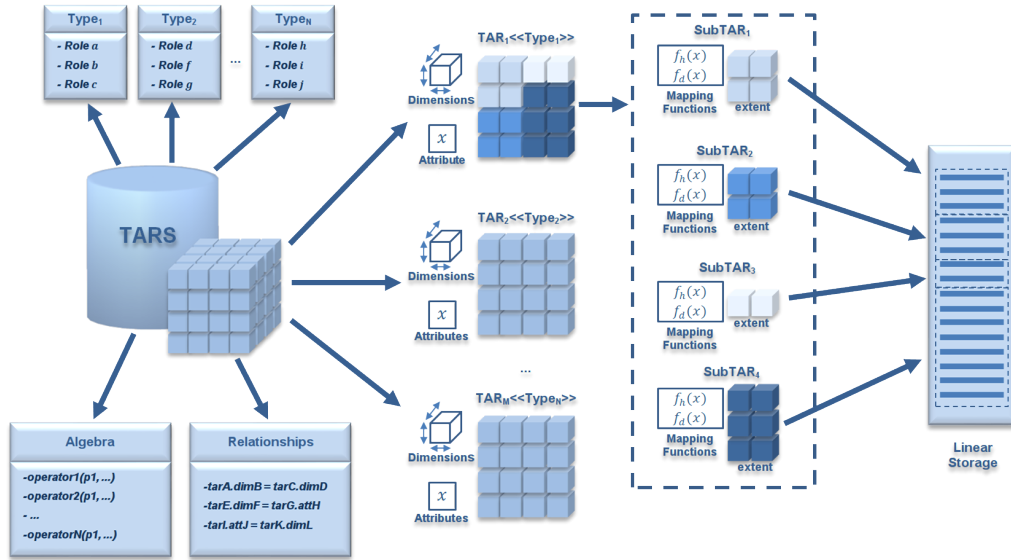 Type1
- Role a
- Role b
- Role c
Type2
- Role d
- Role f
- Role g
...
TypeN
- Role h
- Role i
- Role j
TARS
Algebra
-operator1(p1, ...)
-operator2(p1, ...)
- ...
-operatorN(p1, ...)
Relationships
-tarA.dimB = tarC.dimD
-tarE.dimF = tarG.attH
-tarI.attJ = tarK.dimL
TAR1<<Type1>>
Dimensions
x
Attribute
TAR2<<Type2>>
Dimensions
x
Attributes
...
TARM<<TypeN>>
Dimensions
x
Attributes
SubTAR1
fh(x)
fd(x)
Mapping
Functions
extent
SubTAR2
fh(x)
fd(x)
Mapping
Functions
extent
SubTAR3
fh(x)
fd(x)
Mapping
Functions
extent
SubTAR4
fh(x)
fd(x)
Mapping
Functions
extent
Linear
Storage